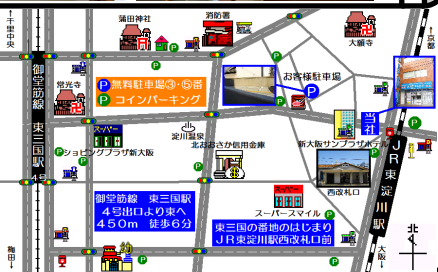 蒲田神社
消防署
大願寺
↑千里中央
↑京都
御堂筋線 東三国駅
4号
常光寺
P 無料駐車場③・⑤番
P コインパーキング
お客様駐車場
P
当社
スーパー
ショピングプラザ新大阪
淀川温泉
北おおさか信用金庫
新大阪サンプラザホテル
西改札口
JR東淀川駅
御堂筋線 東三国駅
4号出口より東へ
450m 徒歩6分
スーパー
スーパースマイル
東三国の番地のはじまり
JR東淀川駅西改札口前
梅田↓
大阪↓
北